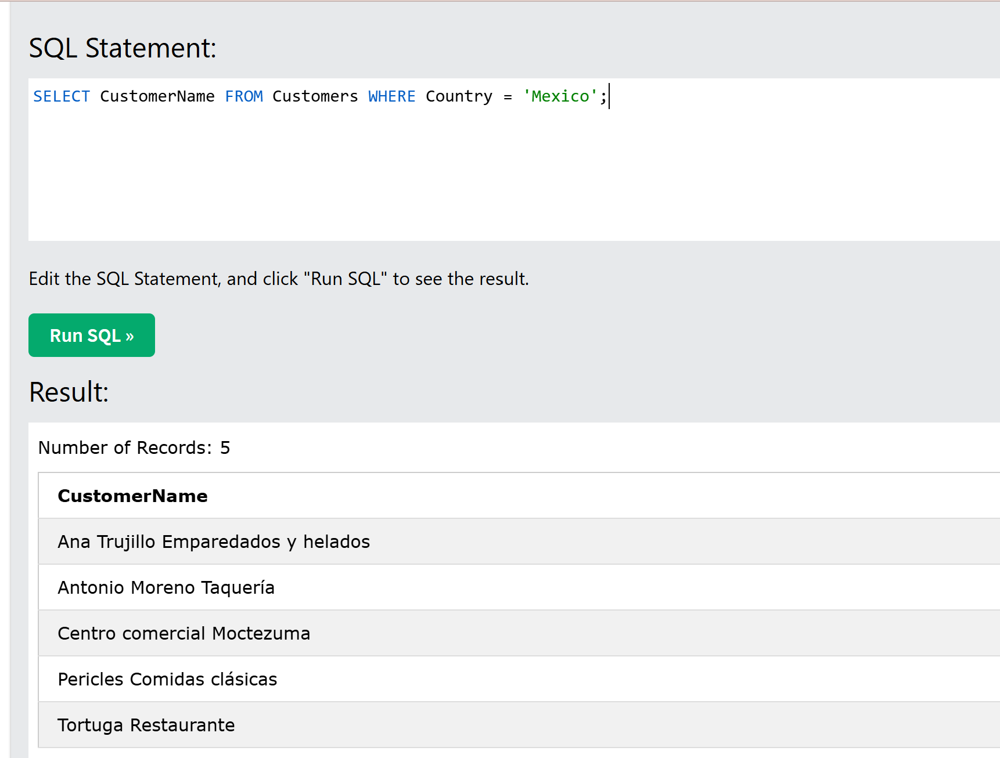 SQL Statement:
SELECT CustomerName FROM Customers WHERE Country = 'Mexico';
Edit the SQL Statement, and click "Run SQL" to see the result.
Run SQL »
Result:
Number of Records: 5
CustomerName
Ana Trujillo Emparedados y helados
Antonio Moreno Taquería
Centro comercial Moctezuma
Pericles Comidas clásicas
Tortuga Restaurante